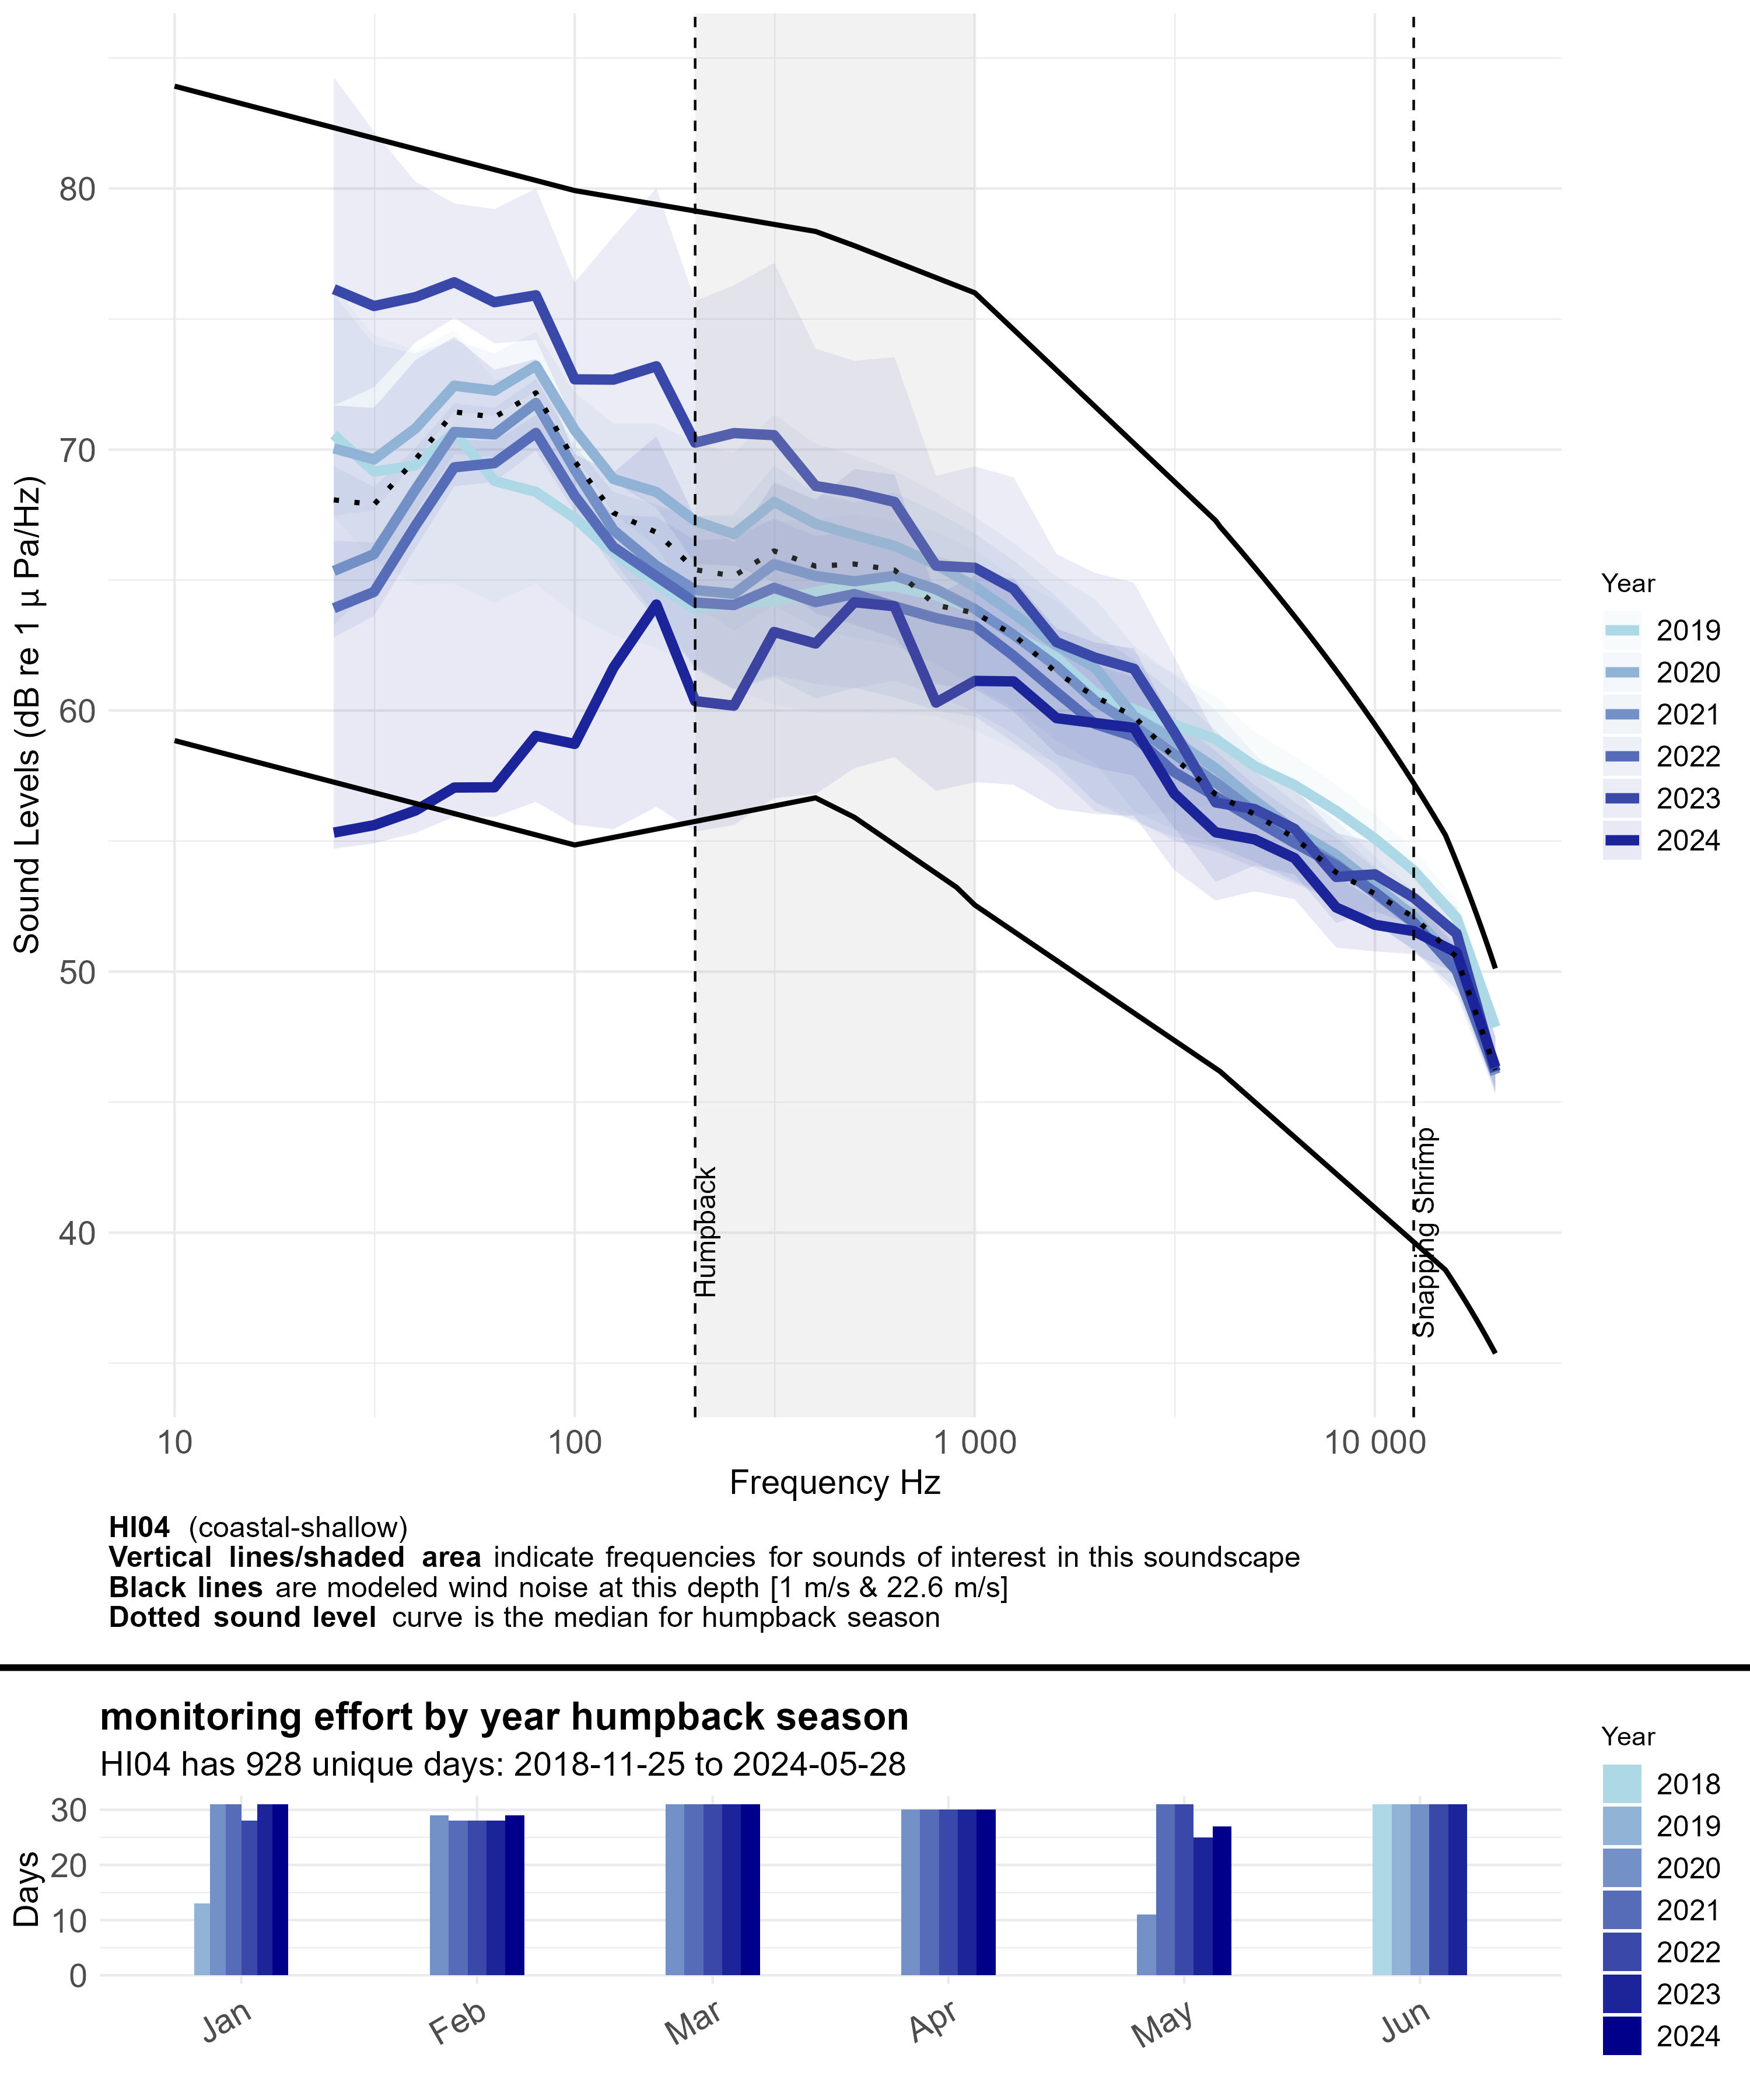 80
70
60
50
40
Sound Levels (dB re 1 µ Pa/Hz)
Humpback
Snapping Shrimp
10
100
1 000
10 000
Frequency Hz
Year
2019
2020
2021
2022
2023
2024
HI04 (coastal-shallow)
Vertical lines/shaded area indicate frequencies for sounds of interest in this soundscape
Black lines are modeled wind noise at this depth [1 m/s & 22.6 m/s]
Dotted sound level curve is the median for humpback season
monitoring effort by year humpback season
HI04 has 928 unique days: 2018-11-25 to 2024-05-28
30
20
10
0
Days
Jan
Feb
Mar
Apr
May
Jun
Year
2018
2019
2020
2021
2022
2023
2024